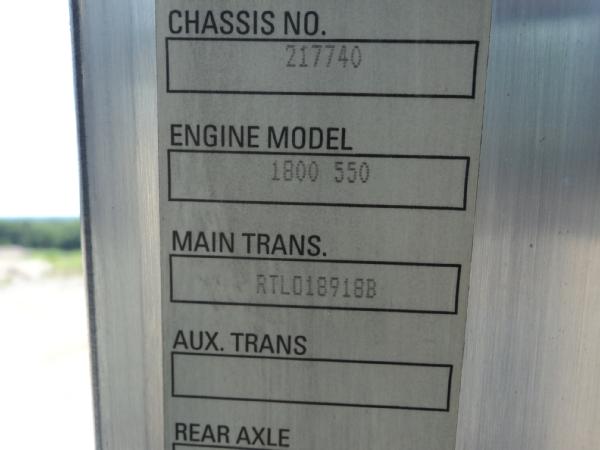 CHASSIS NO.
217740
ENGINE MODEL
1800 550
MAIN TRANS.
RTLO18918B
AUX. TRANS
REAR AXLE